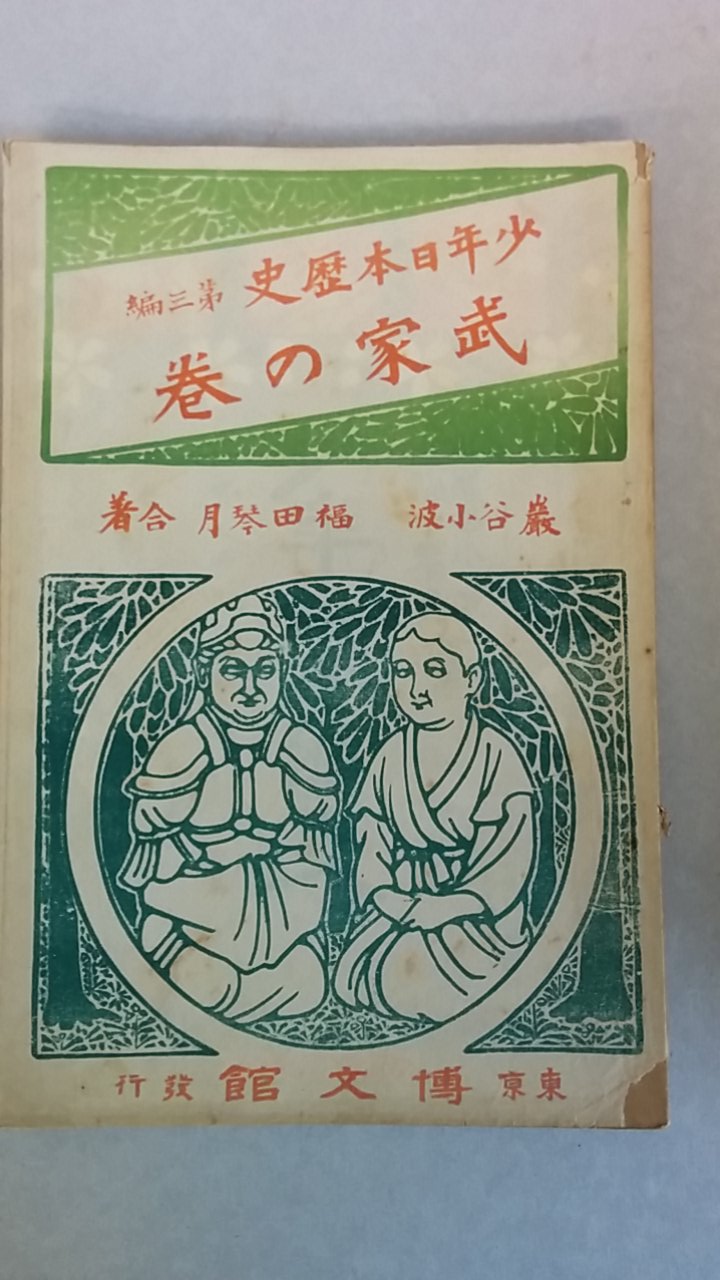 少年日本歴史 第三編
武家の巻
巌谷小波 福田琴月 合著
東京 博文館 發行